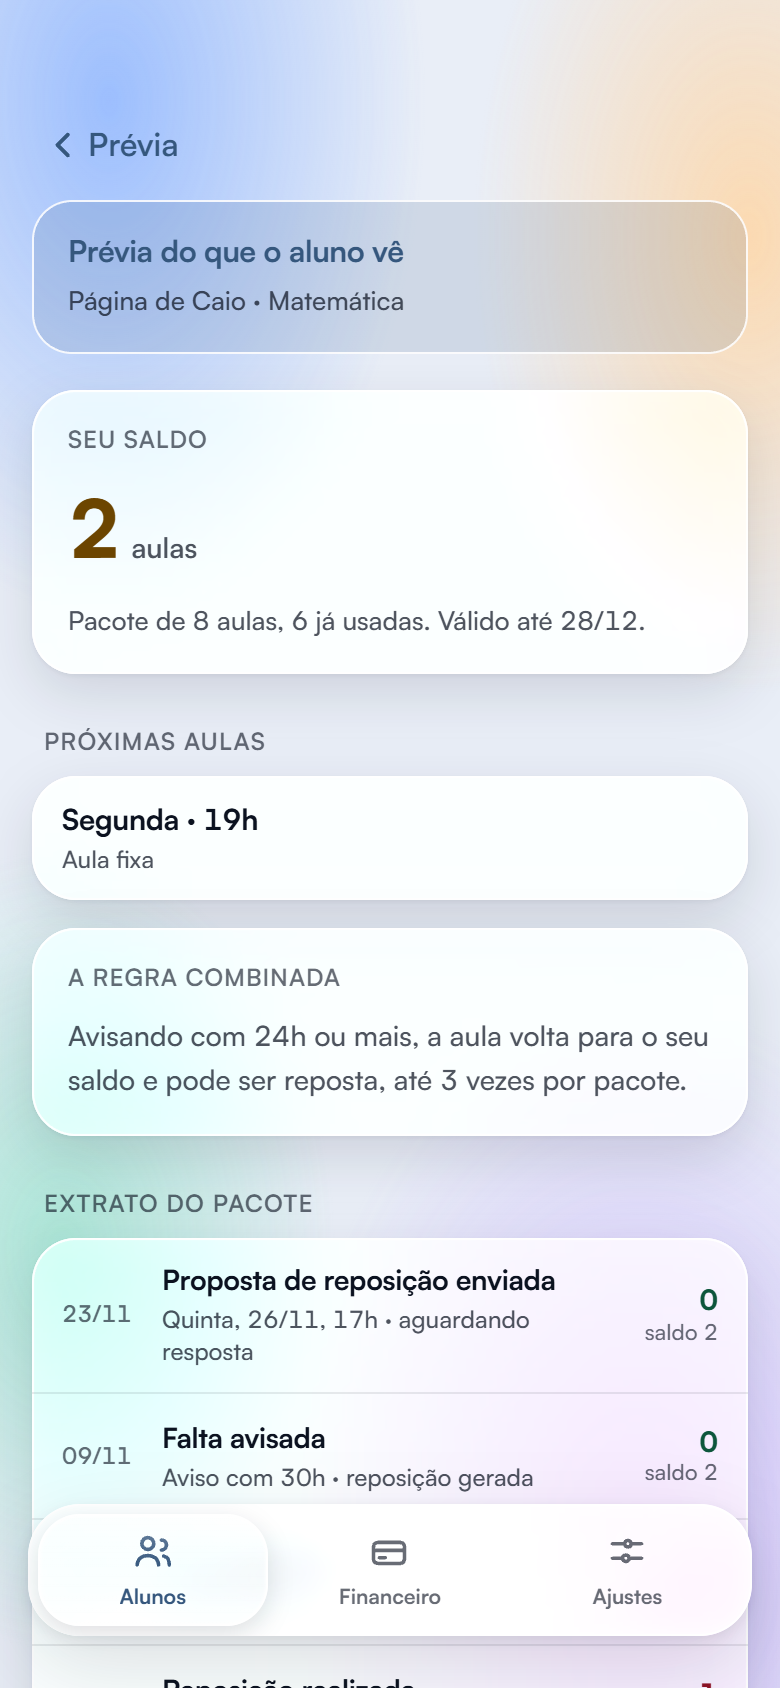 Prévia
Prévia do que o aluno vê
Página de Caio · Matemática
SEU SALDO
2 aulas
Pacote de 8 aulas, 6 já usadas. Válido até 28/12.
PRÓXIMAS AULAS
Segunda · 19h
Aula fixa
A REGRA COMBINADA
Avisando com 24h ou mais, a aula volta para o seu
saldo e pode ser reposta, até 3 vezes por pacote.
EXTRATO DO PACOTE
23/11
Proposta de reposição enviada
Quinta, 26/11, 17h · aguardando
resposta
0
saldo 2
09/11
Falta avisada
Aviso com 30h · reposição gerada
0
saldo 2
Alunos
Financeiro
Ajustes
Reposição realizada